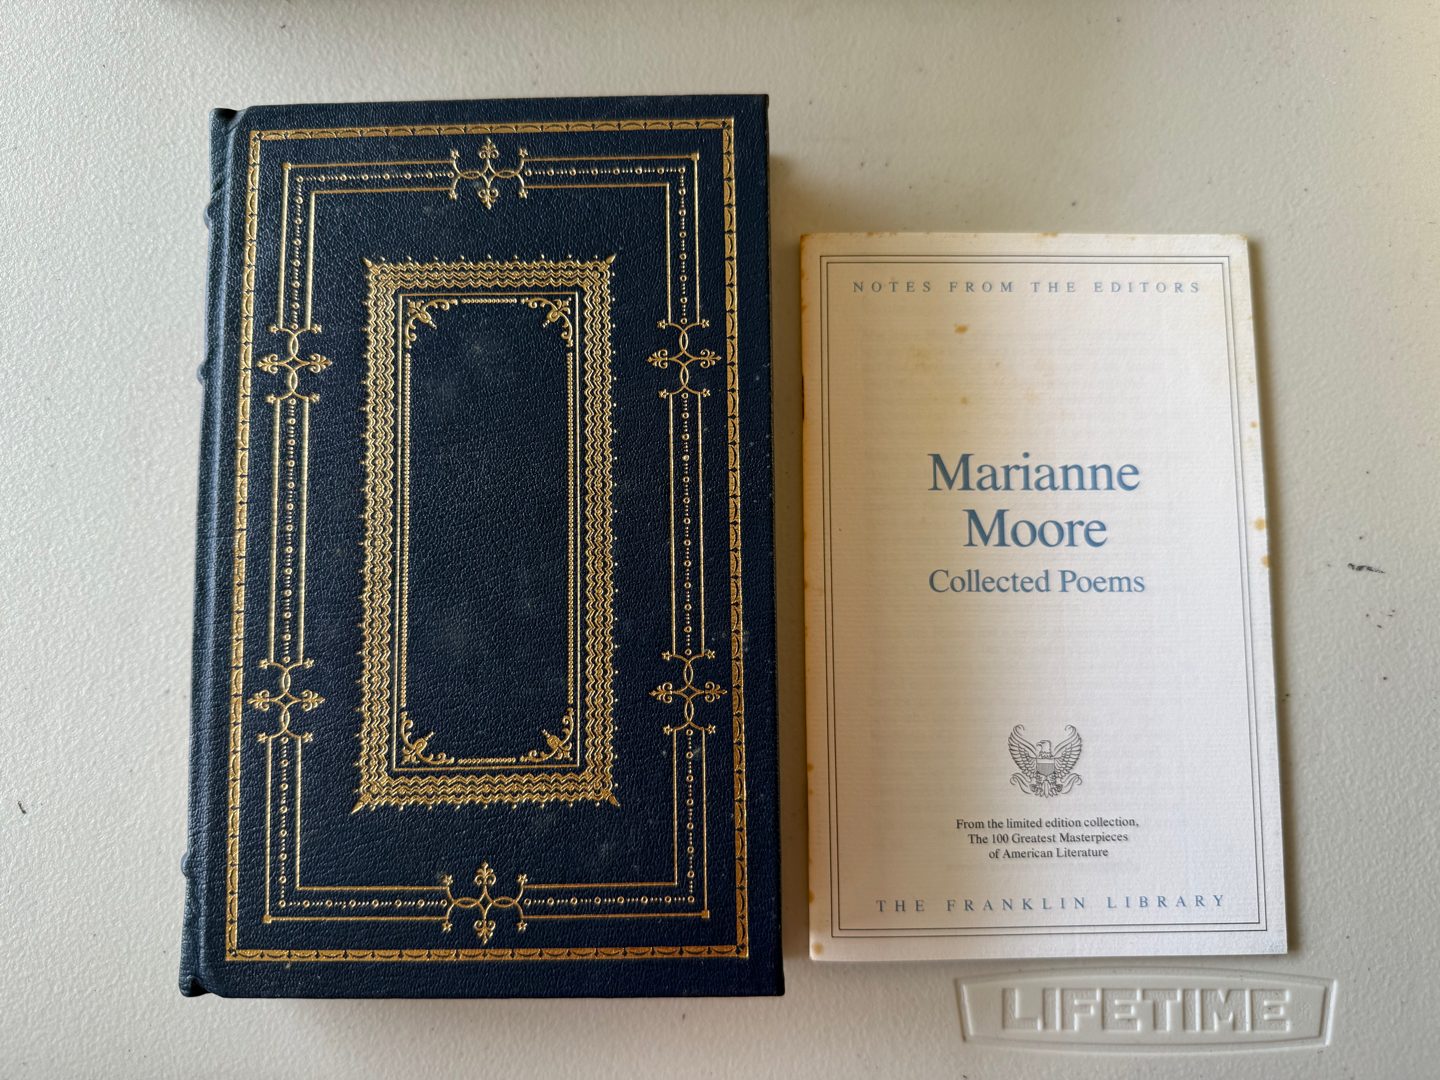 NOTES FROM THE EDITORS
Marianne
Moore
Collected Poems
From the limited edition collection,
The 100 Greatest Masterpieces
of American Literature
THE FRANKLIN LIBRARY
LIFETIME